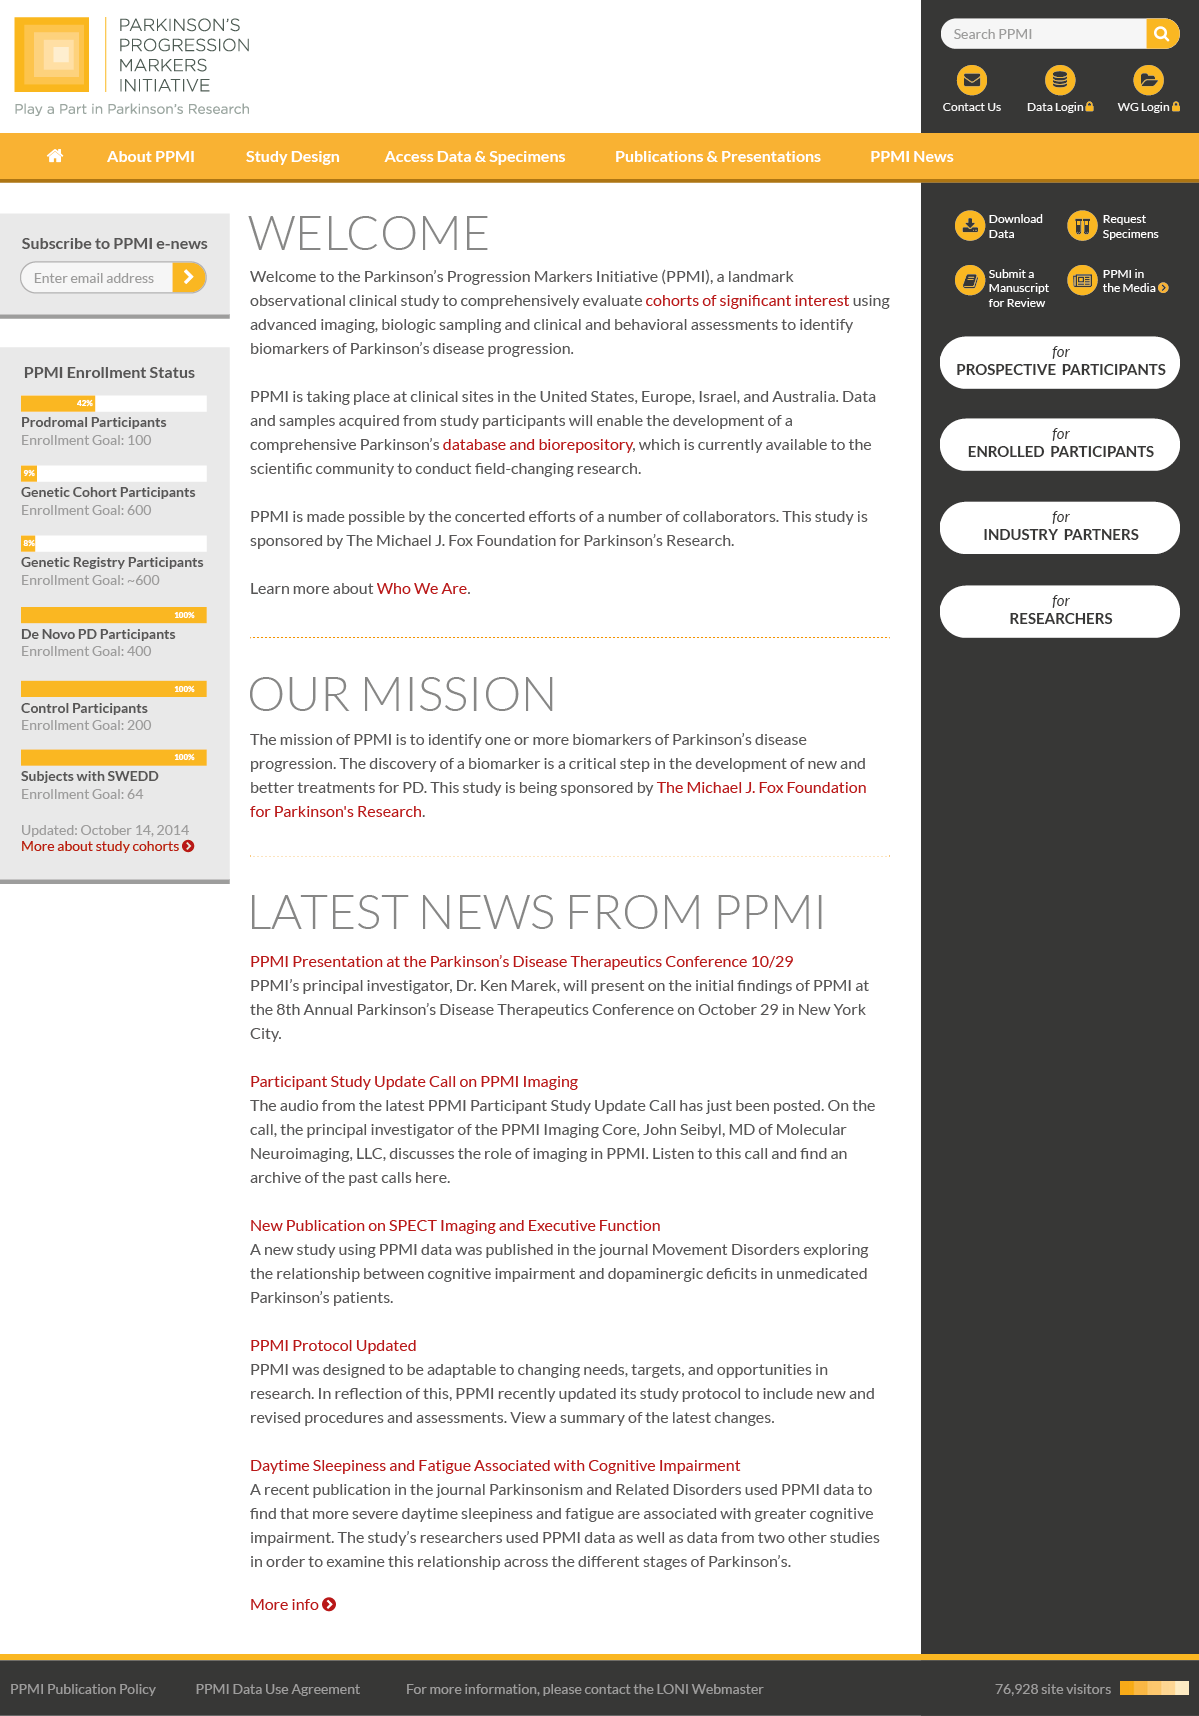 PARKINSON'S
PROGRESSION
MARKERS
INITIATIVE
Play a Part in Parkinson's Research
Search PPMI
Contact Us
Data Login
WG Login
About PPMI
Study Design
Access Data & Specimens
Publications & Presentations
PPMI News
Subscribe to PPMI e-news
Enter email address
PPMI Enrollment Status
42%
Prodromal Participants
Enrollment Goal: 100
9%
Genetic Cohort Participants
Enrollment Goal: 600
8%
Genetic Registry Participants
Enrollment Goal: ~600
100%
De Novo PD Participants
Enrollment Goal: 400
100%
Control Participants
Enrollment Goal: 200
100%
Subjects with SWEDD
Enrollment Goal: 64
Updated: October 14, 2014
More about study cohorts
WELCOME
Welcome to the Parkinson's Progression Markers Initiative (PPMI), a landmark
observational clinical study to comprehensively evaluate cohorts of significant interest using
advanced imaging, biologic sampling and clinical and behavioral assessments to identify
biomarkers of Parkinson's disease progression.
PPMI is taking place at clinical sites in the United States, Europe, Israel, and Australia. Data
and samples acquired from study participants will enable the development of a
comprehensive Parkinson's database and biorepository, which is currently available to the
scientific community to conduct field-changing research.
PPMI is made possible by the concerted efforts of a number of collaborators. This study is
sponsored by The Michael J. Fox Foundation for Parkinson's Research.
Learn more about Who We Are.
OUR MISSION
The mission of PPMI is to identify one or more biomarkers of Parkinson's disease
progression. The discovery of a biomarker is a critical step in the development of new and
better treatments for PD. This study is being sponsored by The Michael J. Fox Foundation
for Parkinson's Research.
LATEST NEWS FROM PPMI
PPMI Presentation at the Parkinson's Disease Therapeutics Conference 10/29
PPMI's principal investigator, Dr. Ken Marek, will present on the initial findings of PPMI at
the 8th Annual Parkinson's Disease Therapeutics Conference on October 29 in New York
City.
Participant Study Update Call on PPMI Imaging
The audio from the latest PPMI Participant Study Update Call has just been posted. On the
call, the principal investigator of the PPMI Imaging Core, John Seibyl, MD of Molecular
Neuroimaging, LLC, discusses the role of imaging in PPMI. Listen to this call and find an
archive of the past calls here.
New Publication on SPECT Imaging and Executive Function
A new study using PPMI data was published in the journal Movement Disorders exploring
the relationship between cognitive impairment and dopaminergic deficits in unmedicated
Parkinson's patients.
PPMI Protocol Updated
PPMI was designed to be adaptable to changing needs, targets, and opportunities in
research. In reflection of this, PPMI recently updated its study protocol to include new and
revised procedures and assessments. View a summary of the latest changes.
Daytime Sleepiness and Fatigue Associated with Cognitive Impairment
A recent publication in the journal Parkinsonism and Related Disorders used PPMI data to
find that more severe daytime sleepiness and fatigue are associated with greater cognitive
impairment. The study's researchers used PPMI data as well as data from two other studies
in order to examine this relationship across the different stages of Parkinson's.
More info
Download
Data
Request
Specimens
Submit a
Manuscript
for Review
PPMI in
the Media
for
PROSPECTIVE PARTICIPANTS
for
ENROLLED PARTICIPANTS
for
INDUSTRY PARTNERS
for
RESEARCHERS
PPMI Publication Policy
PPMI Data Use Agreement
For more information, please contact the LONI Webmaster
76,928 site visitors